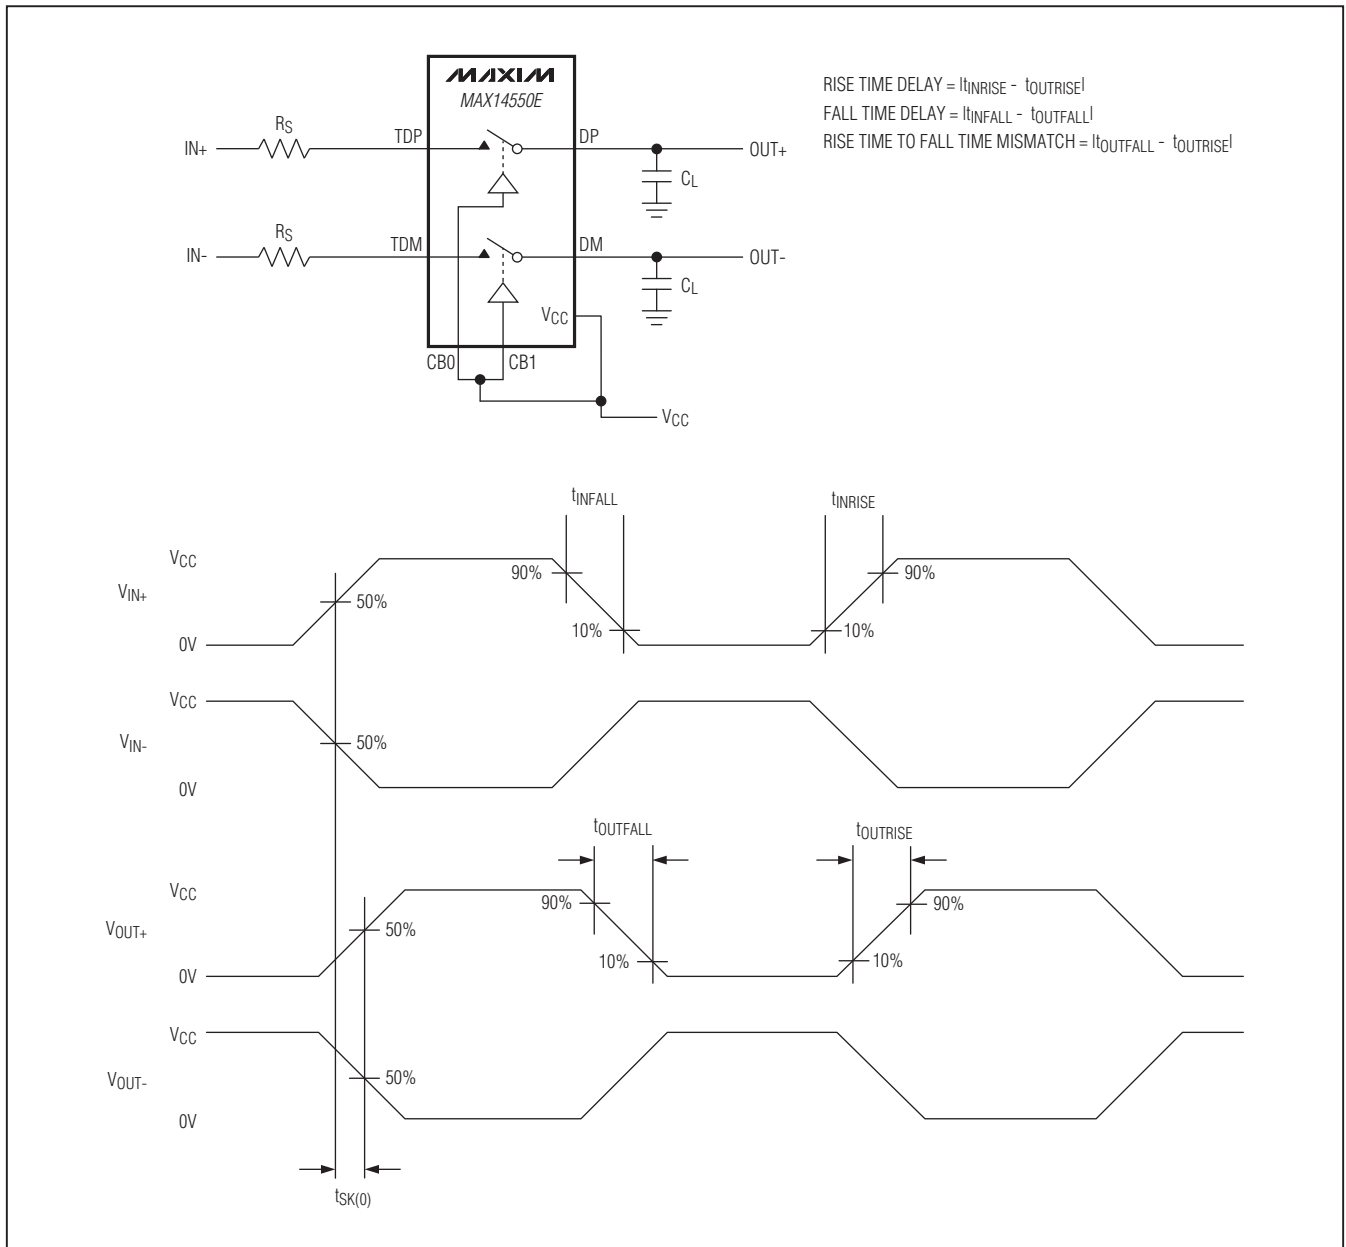 MAXIM
MAX14550E
RISE TIME DELAY = |tINRISE - tOUTRISE|
FALL TIME DELAY = |tINFALL - tOUTFALL|
RISE TIME TO FALL TIME MISMATCH = |tOUTFALL - tOUTRISE|
IN+ RS TDP DP OUT+
CL
IN- RS TDM DM OUT-
CL
VCC
CB0 CB1
VCC
tINFALL tINRISE
VCC
90% 90%
VIN+
50%
10% 10%
0V
VCC
VIN-
50%
0V
tOUTFALL tOUTRISE
VCC
90% 90%
VOUT+
50%
10% 10%
0V
VCC
VOUT-
50%
0V
tSK(0)